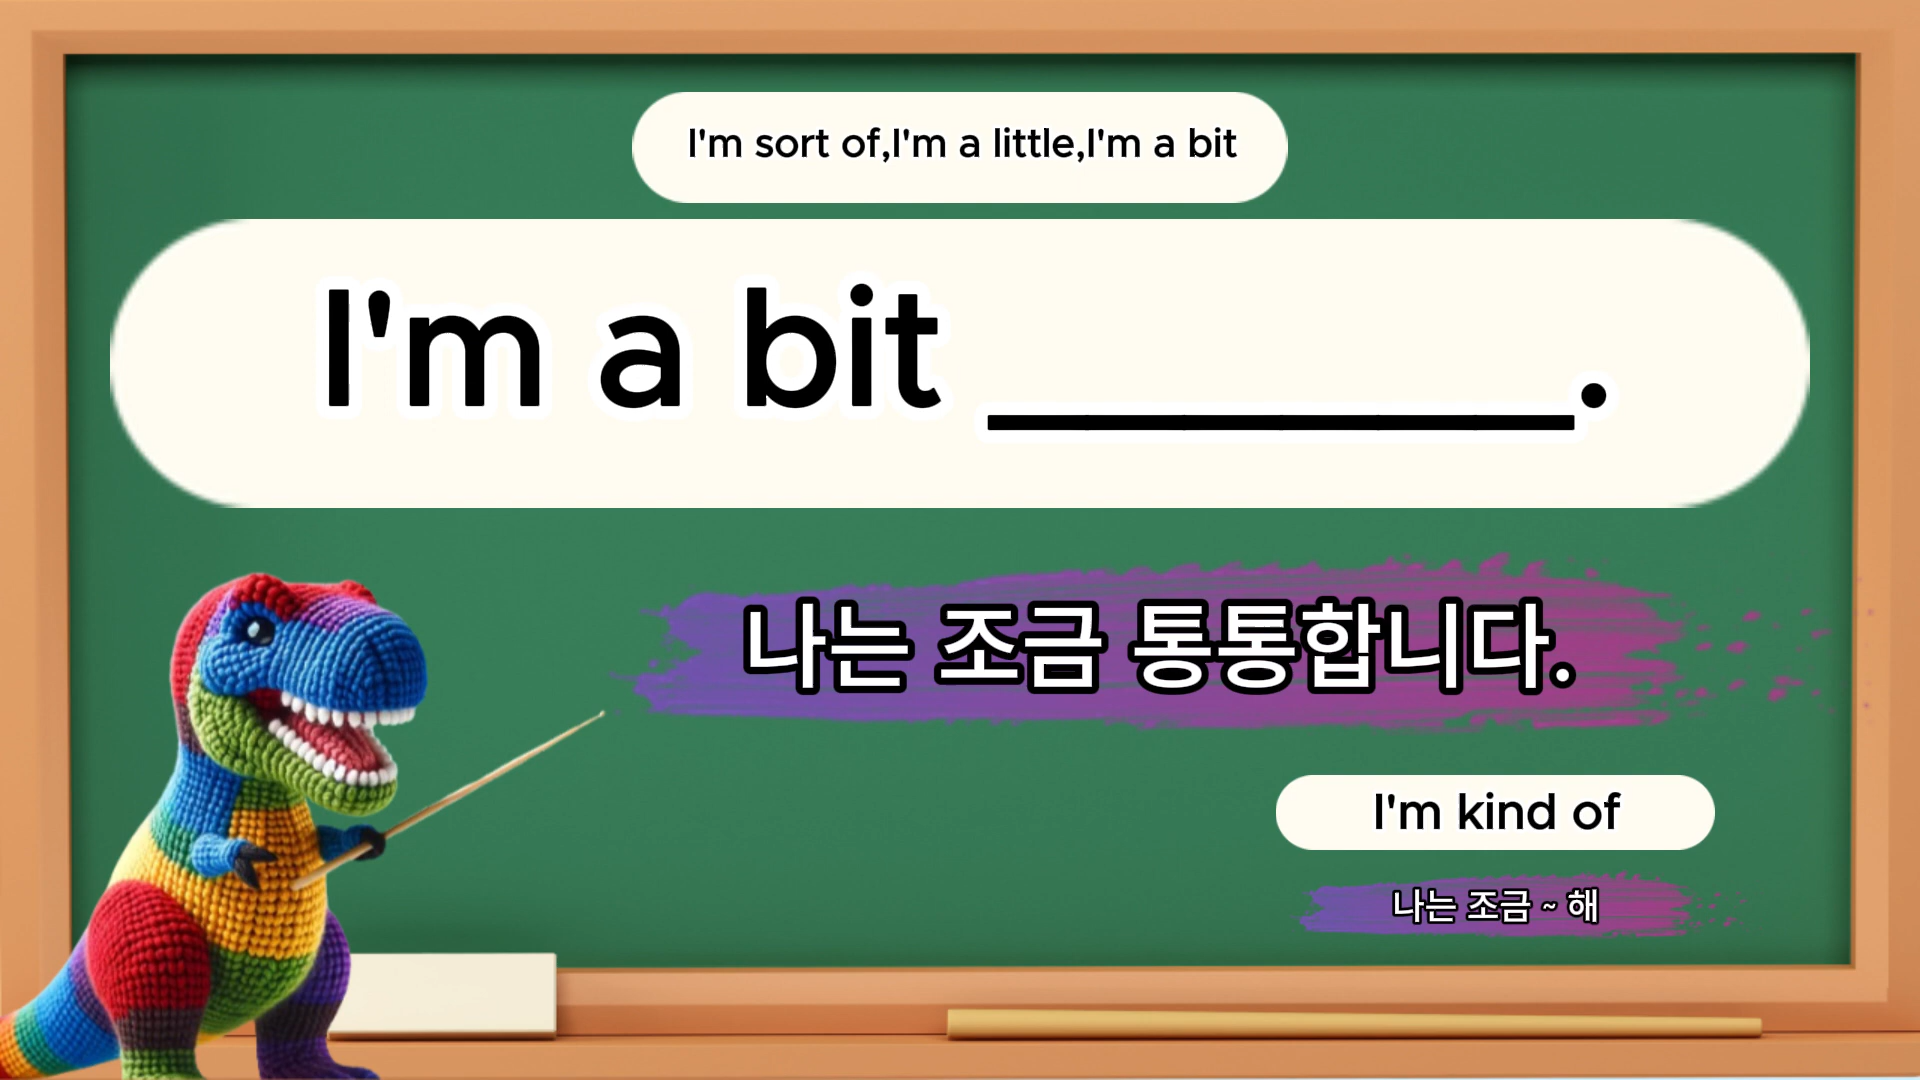 I'm sort of,I'm a little,I'm a bit
I'm a bit ______.
나는 조금 통통합니다.
I'm kind of
나는 조금 ~ 해